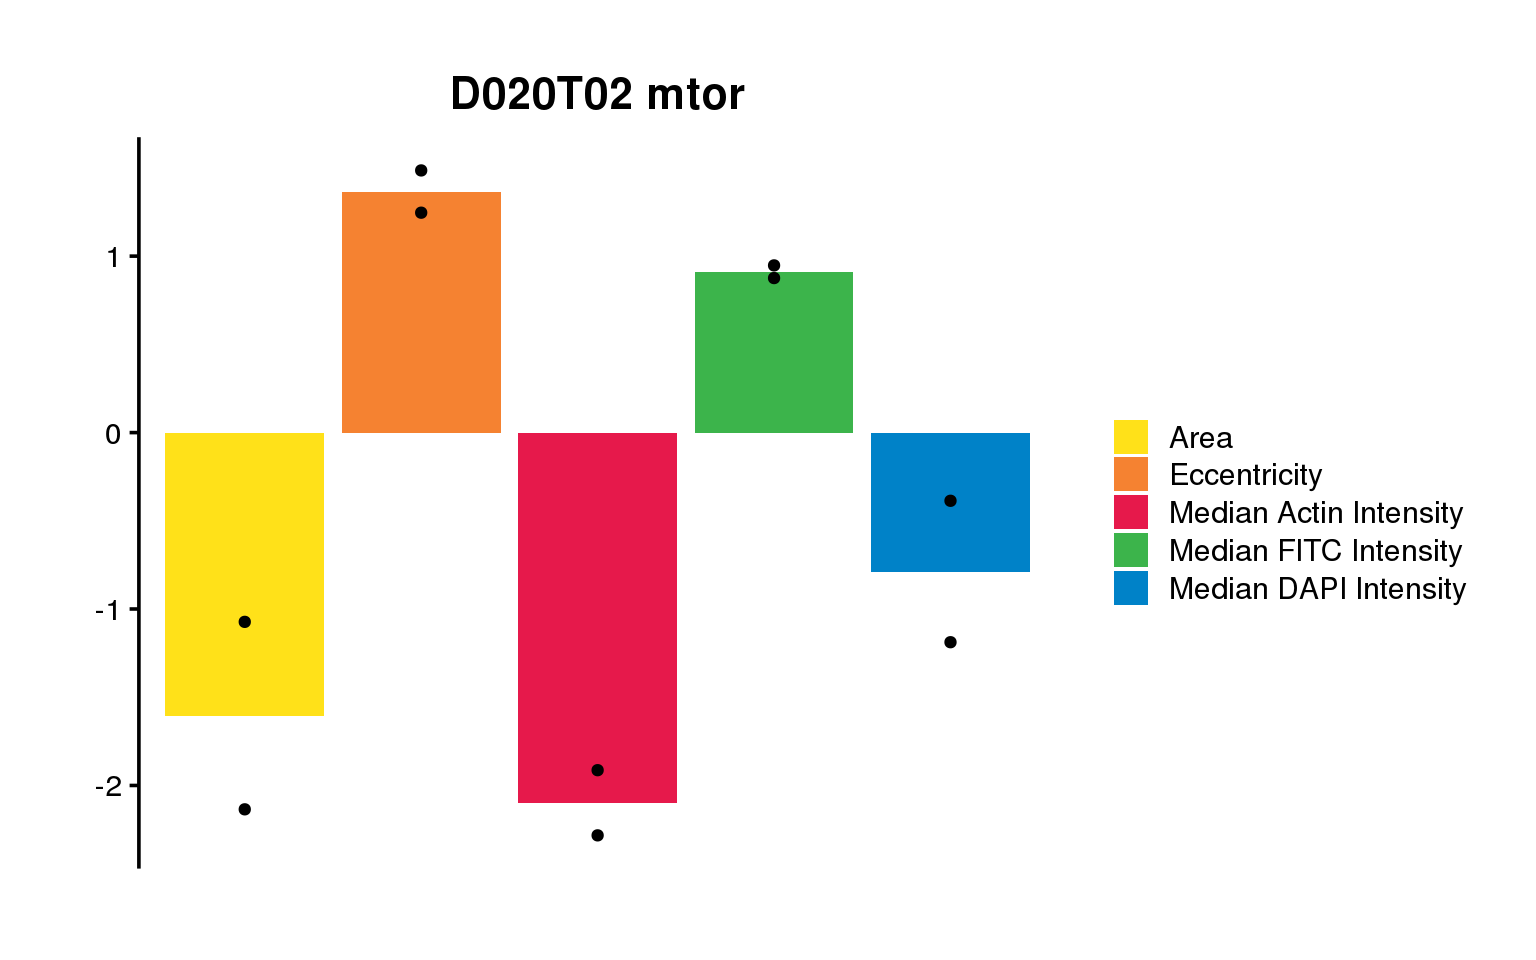 D020T02 mtor
1
0
-1
-2
Area
Eccentricity
Median Actin Intensity
Median FITC Intensity
Median DAPI Intensity